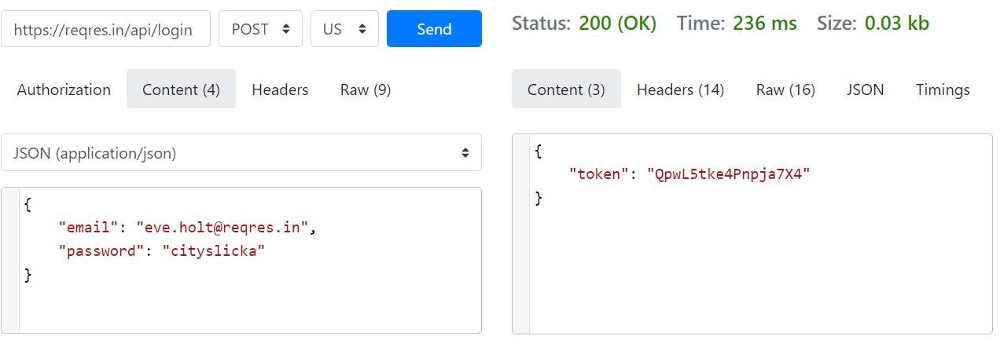 https://reqres.in/api/login POST US Send
Status: 200 (OK) Time: 236 ms Size: 0.03 kb
Authorization Content (4) Headers Raw (9)
Content (3) Headers (14) Raw (16) JSON Timings
JSON (application/json)
{
"email": "eve.holt@reqres.in",
"password": "cityslicka"
}
{
"token": "QpwL5tke4Pnpja7X4"
}